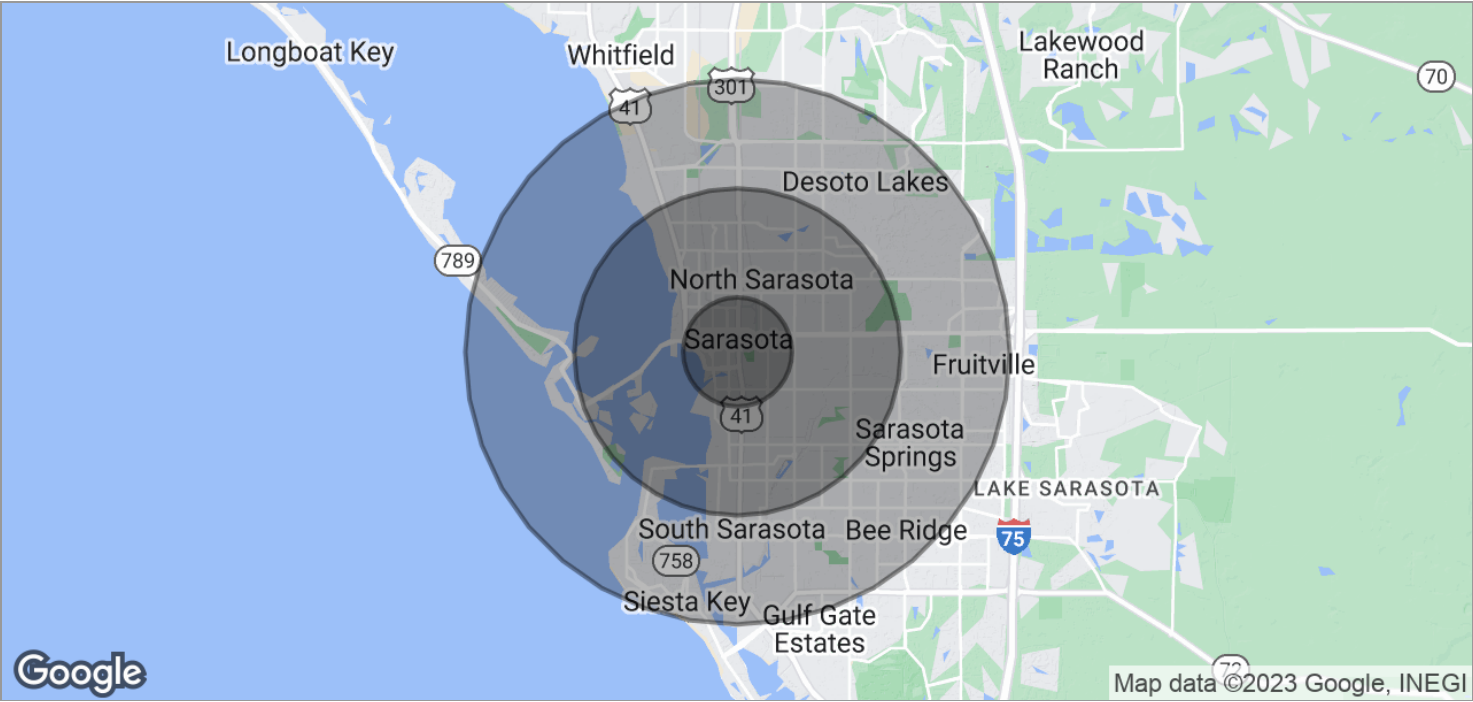 Longboat Key
Whitfield
Lakewood
Ranch
70
301
41
Desoto Lakes
789
North Sarasota
Sarasota
Fruitville
41
Sarasota
Springs
LAKE SARASOTA
South Sarasota
Bee Ridge
75
758
Siesta Key
Gulf Gate
Estates
72
Google
Map data ©2023 Google, INEGI